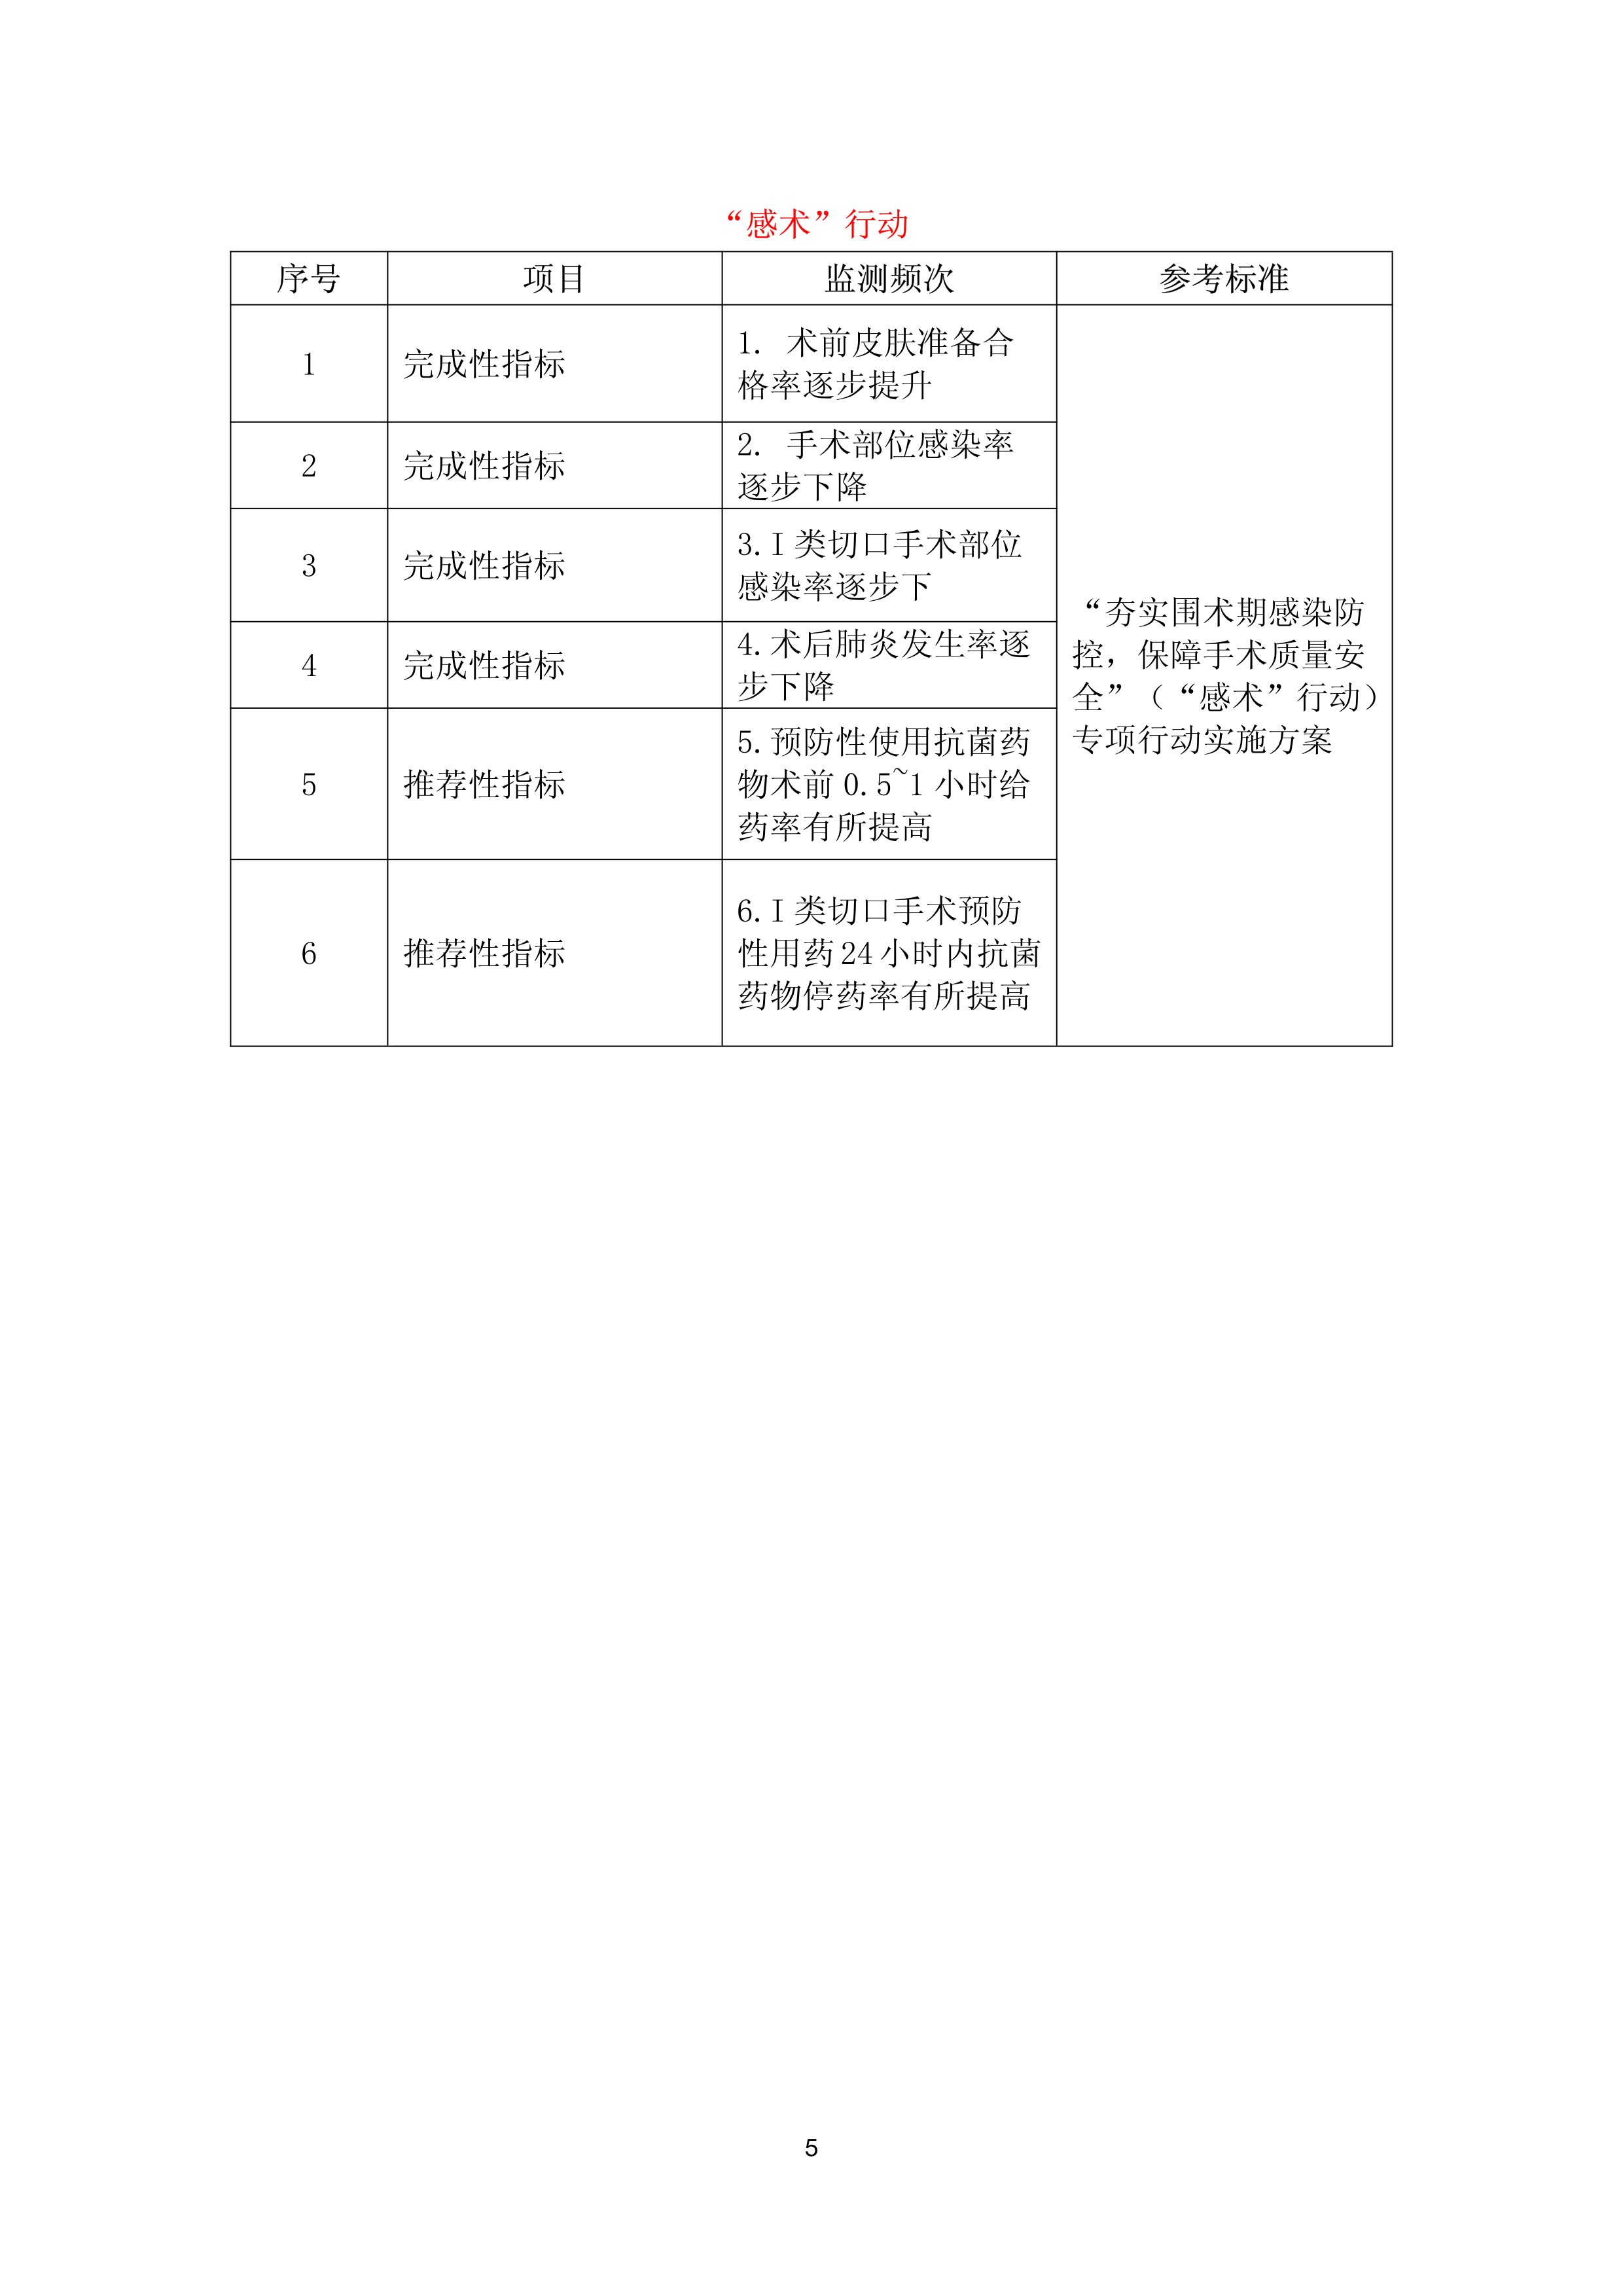 “感术”行动
序号 项目 监测频次 参考标准
1 完成性指标 1. 术前皮肤准备合
格率逐步提升
2 完成性指标 2. 手术部位感染率
逐步下降
3 完成性指标 3.I 类切口手术部位
感染率逐步下
4 完成性指标 4.术后肺炎发生率逐
步下降
5 推荐性指标 5.预防性使用抗菌药
物术前 0.5~1 小时给
药率有所提高
6 推荐性指标 6.I 类切口手术预防
性用药 24 小时内抗菌
药物停药率有所提高
“夯实围术期感染防
控，保障手术质量安
全”（“感术”行动）
专项行动实施方案
5